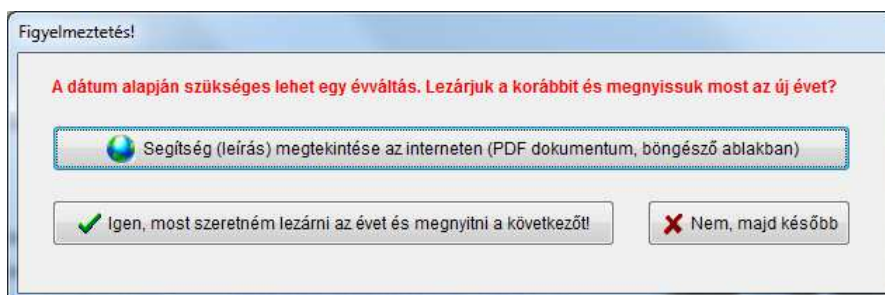 Figyelmeztetés!
A dátum alapján szükséges lehet egy évváltás. Lezárjuk a korábbit és megnyissuk most az új évet?
Segítség (leírás) megtekintése az interneten (PDF dokumentum, böngésző ablakban)
Igen, most szeretném lezárni az évet és megnyitni a következőt!
Nem, majd később